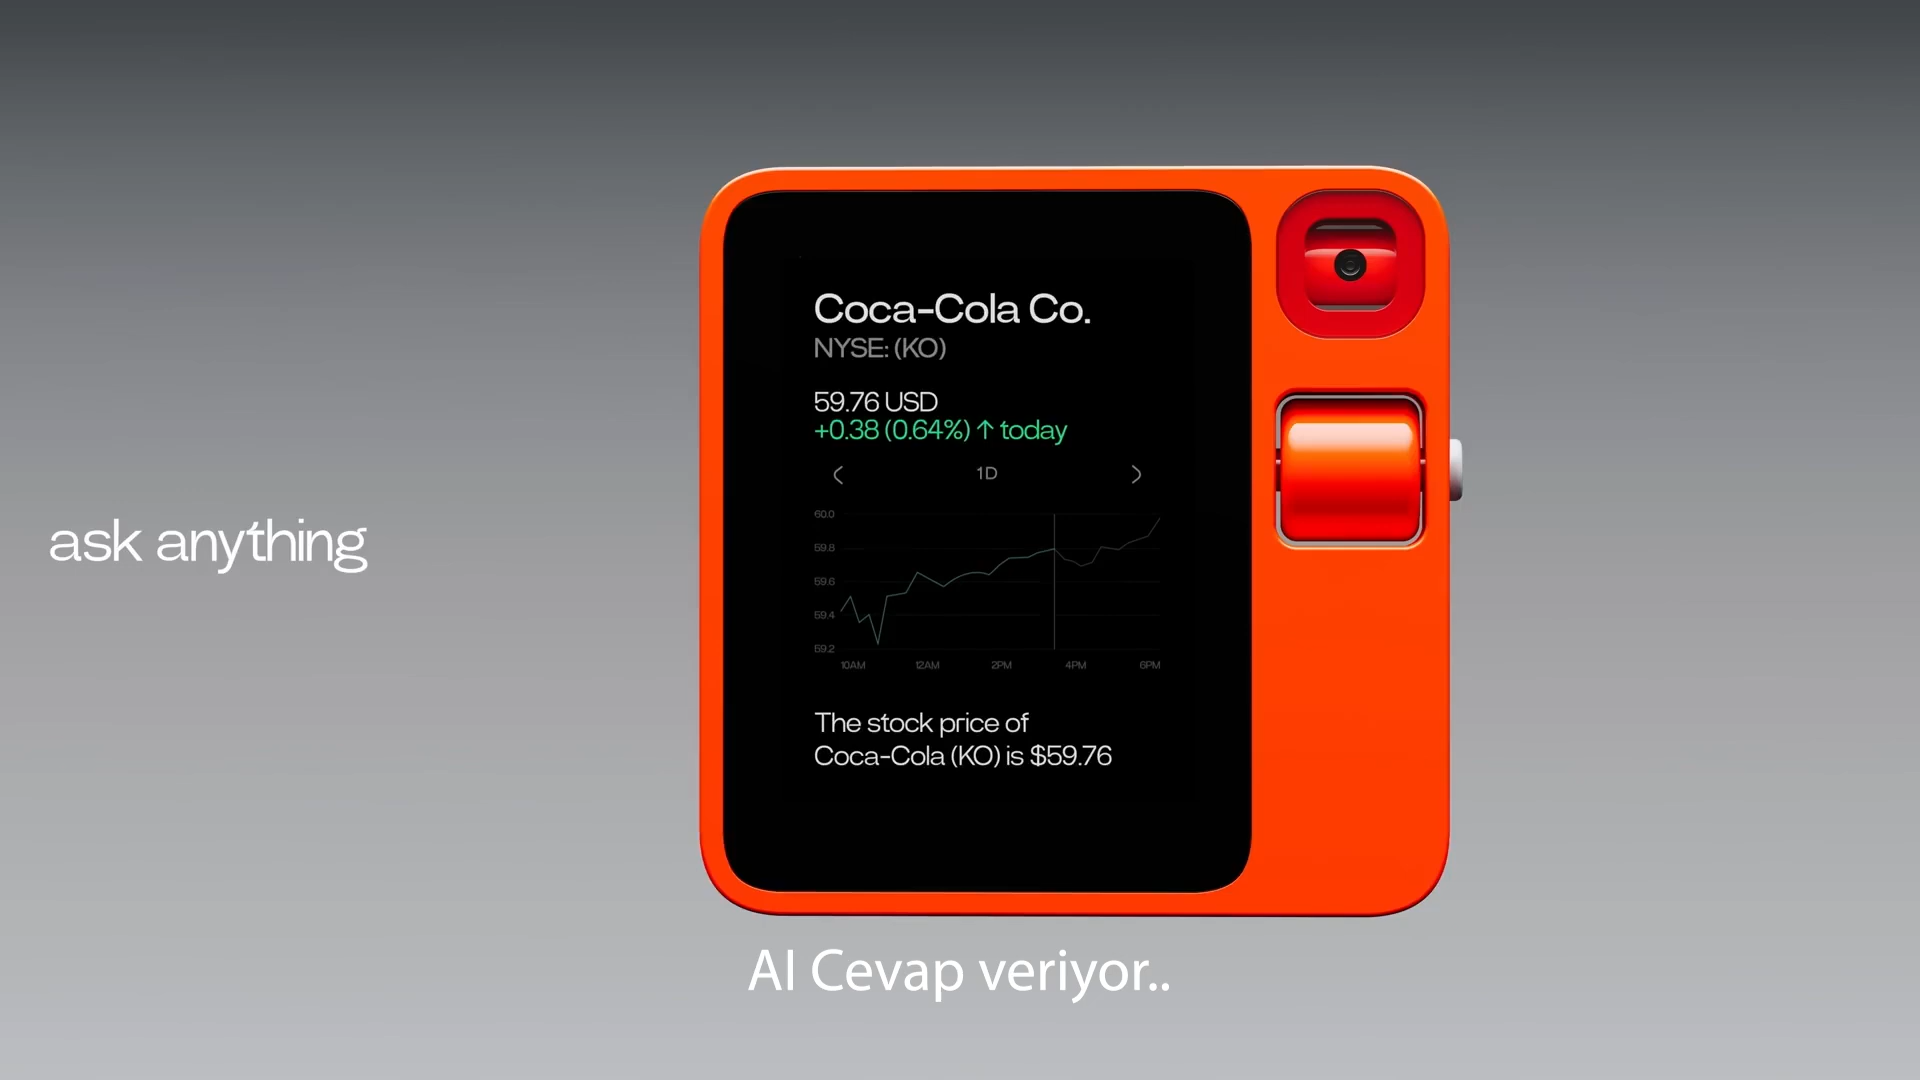 ask anything
Coca-Cola Co.
NYSE: (KO)
59.76 USD
+0.38 (0.64%) ↑ today
1D
60.0
59.8
59.6
59.4
59.2
10AM 12AM 2PM 4PM 6PM
The stock price of
Coca-Cola (KO) is $59.76
AI Cevap veriyor..